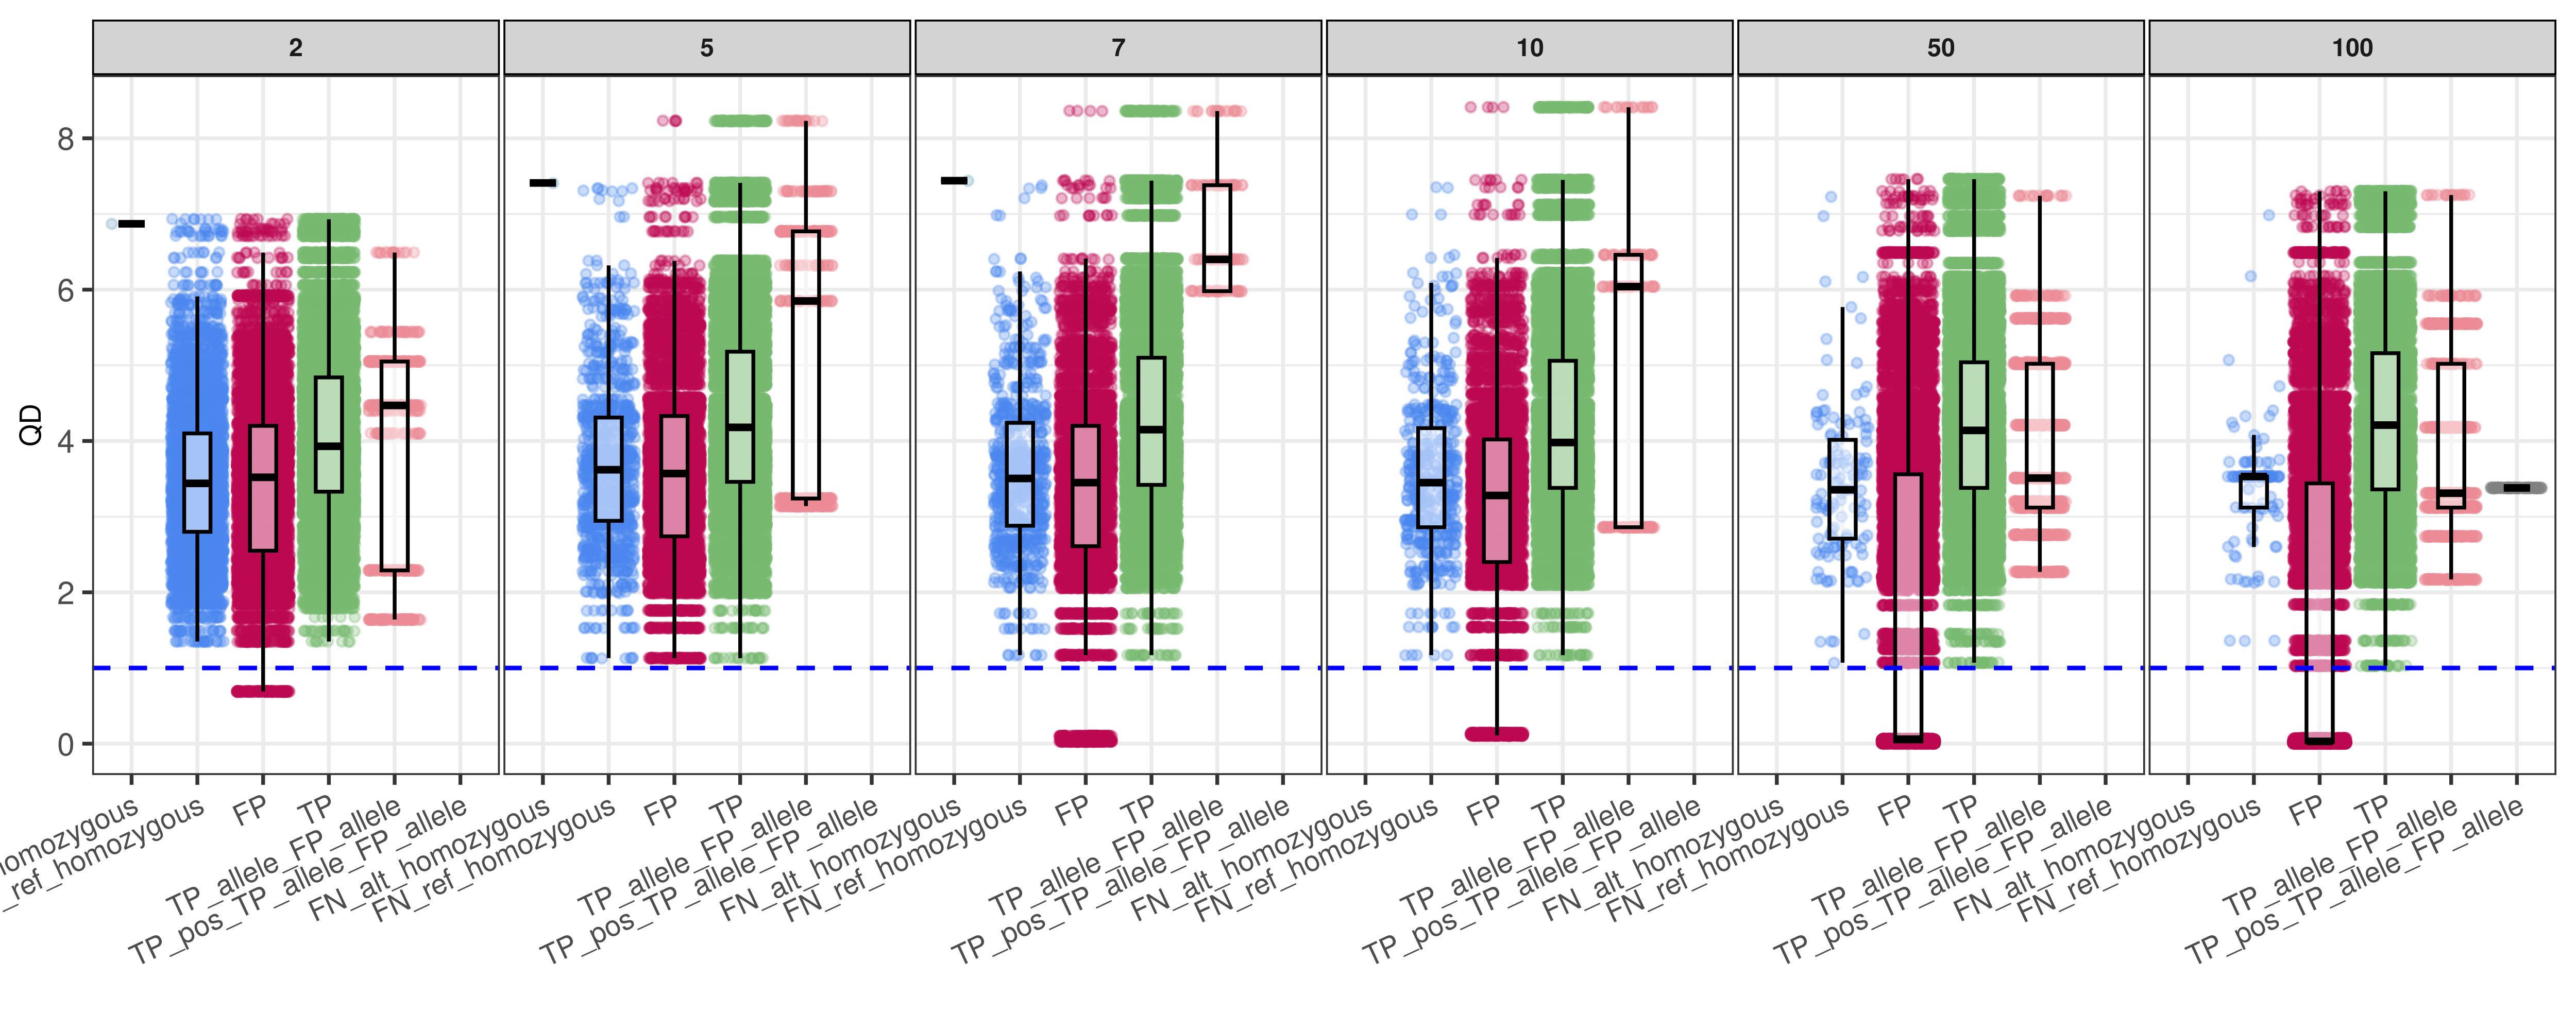 2 5 7 10 50 100
QD
8
6
4
2
0
omozygous _ref_homozygous FP TP TP_allele_FP_allele TP_pos_TP_allele_FP_allele
FN_alt_homozygous FN_ref_homozygous FP TP TP_allele_FP_allele TP_pos_TP_allele_FP_allele
FN_alt_homozygous FN_ref_homozygous FP TP TP_allele_FP_allele TP_pos_TP_allele_FP_allele
FN_alt_homozygous FN_ref_homozygous FP TP TP_allele_FP_allele TP_pos_TP_allele_FP_allele
FN_alt_homozygous FN_ref_homozygous FP TP TP_allele_FP_allele TP_pos_TP_allele_FP_allele
FN_alt_homozygous FN_ref_homozygous FP TP TP_allele_FP_allele TP_pos_TP_allele_FP_allele